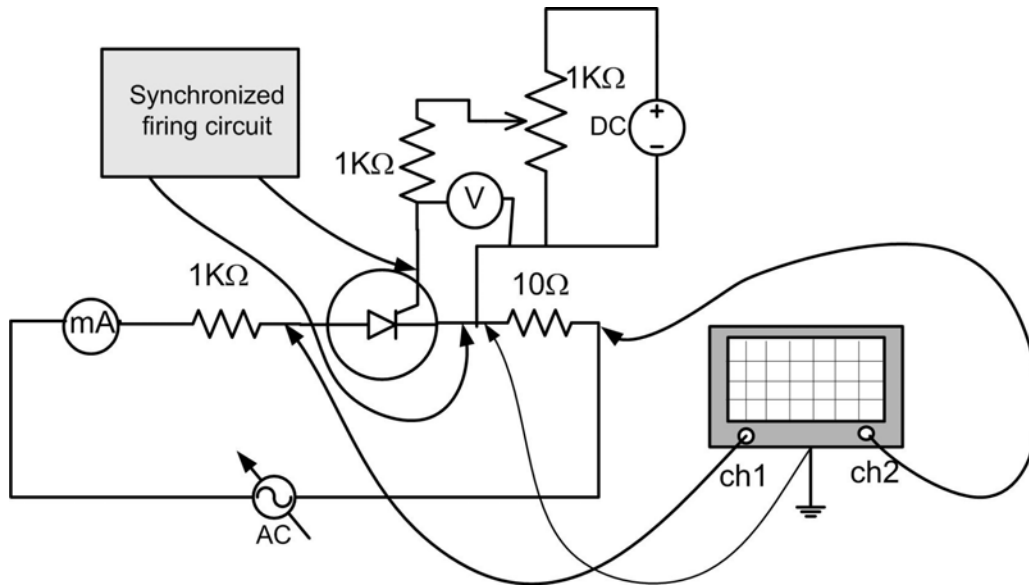 Synchronized
firing circuit
1KΩ
1KΩ
DC
+
−
V
1KΩ
10Ω
mA
ch1
ch2
AC